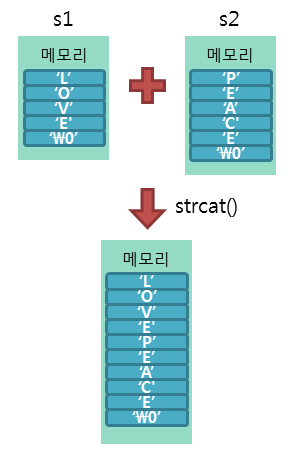 s1
메모리
‘L’
‘O’
‘V’
‘E'
‘₩0’
s2
메모리
‘P’
‘E’
‘A’
‘C'
‘E’
‘₩0’
strcat()
메모리
‘L’
‘O’
‘V’
‘E'
‘P’
‘E’
‘A’
‘C'
‘E’
‘₩0’